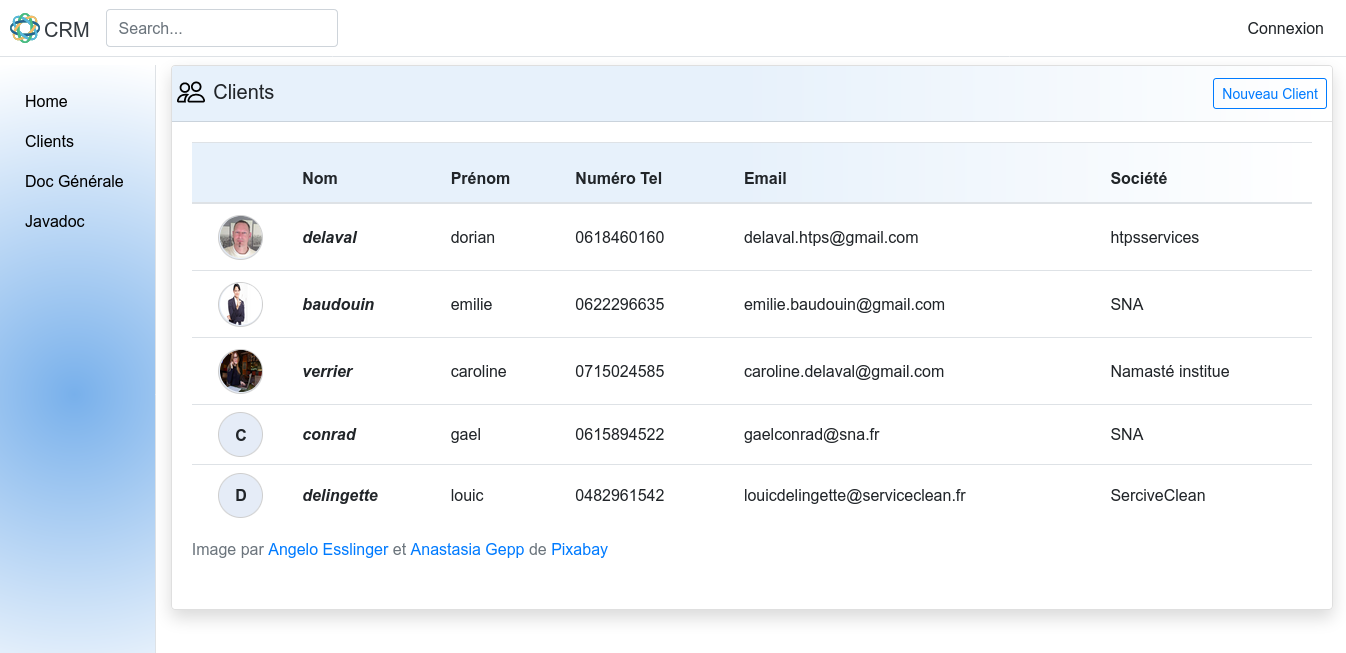 CRM Search... Connexion
Home
Clients
Doc Générale
Javadoc
Clients Nouveau Client
Nom Prénom Numéro Tel Email Société
delaval dorian 0618460160 delaval.htps@gmail.com htpsservices
baudouin emilie 0622296635 emilie.baudouin@gmail.com SNA
verrier caroline 0715024585 caroline.delaval@gmail.com Namasté institue
C conrad gael 0615894522 gaelconrad@sna.fr SNA
D delingette louic 0482961542 louicdelingette@serviceclean.fr SerciveClean
Image par Angelo Esslinger et Anastasia Gepp de Pixabay